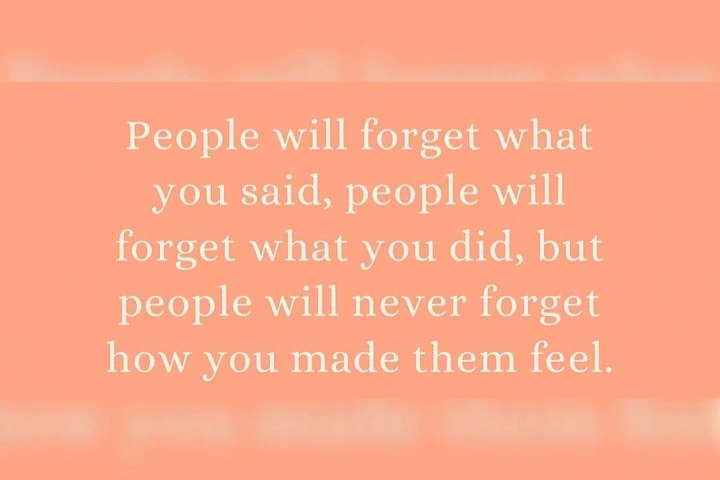 People will forget what
you said, people will
forget what you did, but
people will never forget
how you made them feel.